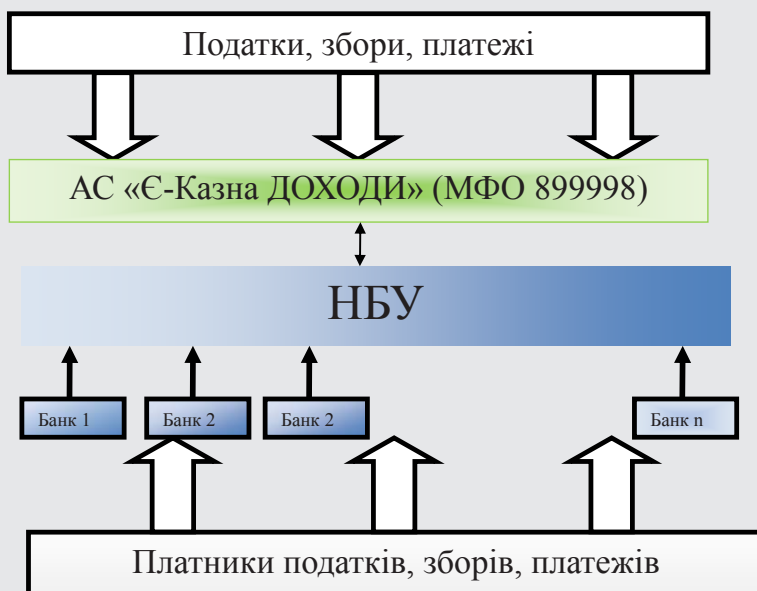 Податки, збори, платежі
АС «Є-Казна ДОХОДИ» (МФО 899998)
НБУ
Банк 1
Банк 2
Банк 2
Банк n
Платники податків, зборів, платежів